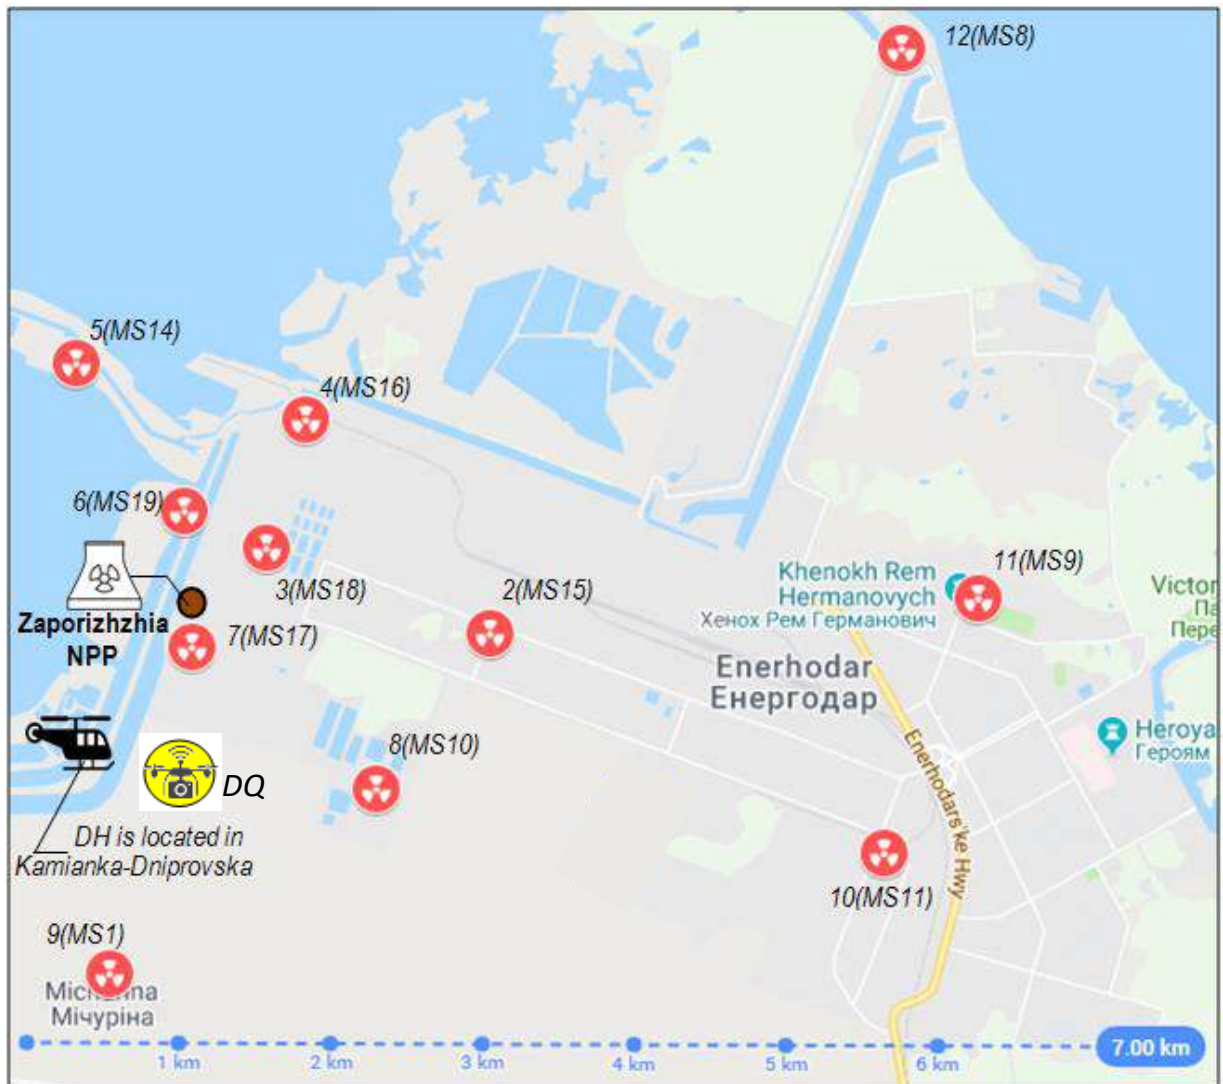 12(MS8)
5(MS14)
4(MS16)
6(MS19)
3(MS18)
2(MS15)
Khenokh Rem
Hermanovych
Хенох Рем Германович
11(MS9)
Victor
Па
Пере
Zaporizhzhia
NPP
7(MS17)
Enerhodar
Енергодар
8(MS10)
Heroya
Героям
DQ
Enerhodars'ke Hwy
DH is located in
Kamianka-Dniprovska
10(MS11)
9(MS1)
Мічуріна
1 km
2 km
3 km
4 km
5 km
6 km
7.00 km